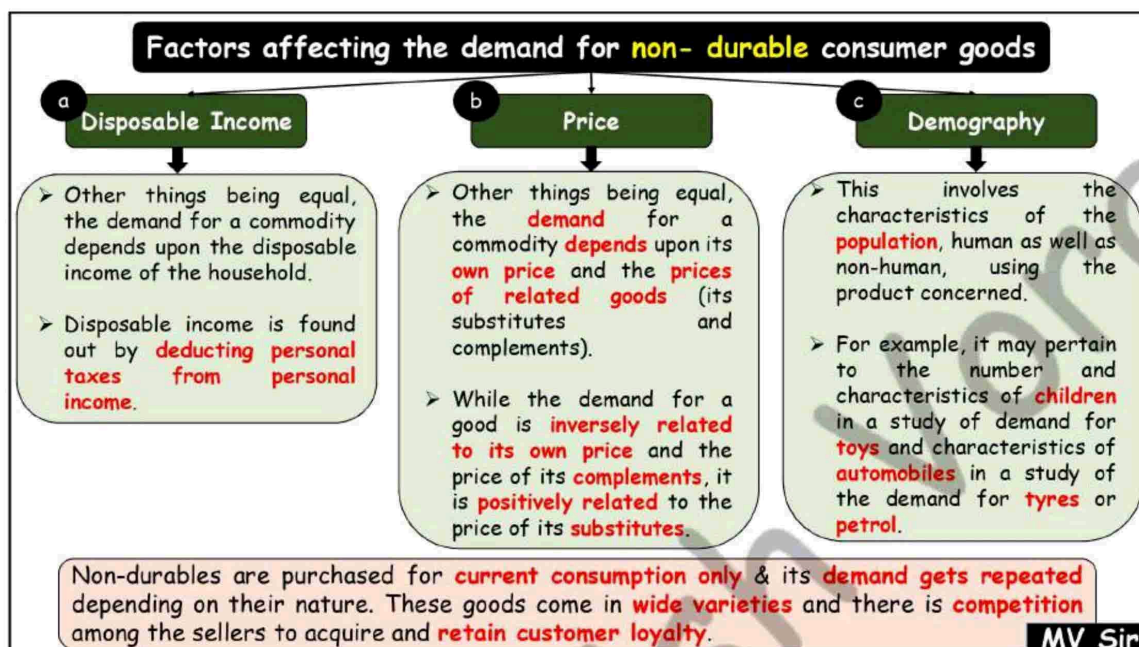 Factors affecting the demand for non- durable consumer goods
a
Disposable Income
➢ Other things being equal,
the demand for a commodity
depends upon the disposable
income of the household.
➢ Disposable income is found
out by deducting personal
taxes from personal
income.
b
Price
➢ Other things being equal,
the demand for a
commodity depends upon its
own price and the prices
of related goods (its
substitutes and
complements).
➢ While the demand for a
good is inversely related
to its own price and the
price of its complements, it
is positively related to the
price of its substitutes.
c
Demography
➢ This involves the
characteristics of the
population, human as well as
non-human, using the
product concerned.
➢ For example, it may pertain
to the number and
characteristics of children
in a study of demand for
toys and characteristics of
automobiles in a study of
the demand for tyres or
petrol.
Non-durables are purchased for current consumption only & its demand gets repeated
depending on their nature. These goods come in wide varieties and there is competition
among the sellers to acquire and retain customer loyalty.
MV Sir